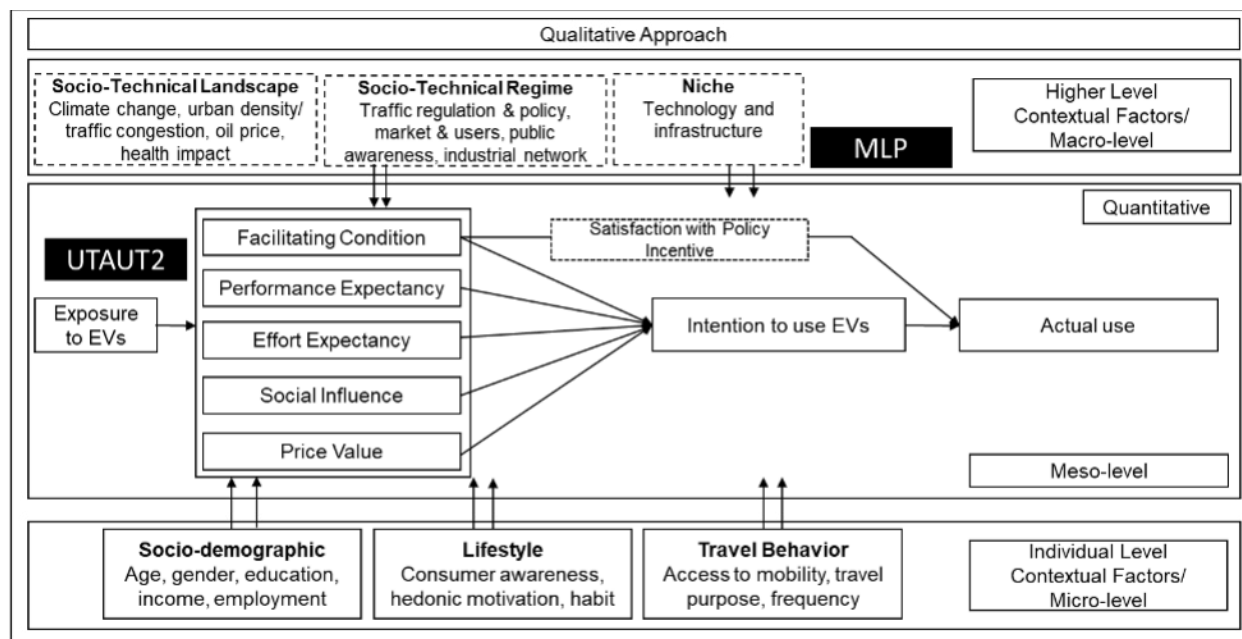 Qualitative Approach
Socio-Technical Landscape
Climate change, urban density/
traffic congestion, oil price,
health impact
Socio-Technical Regime
Traffic regulation & policy,
market & users, public
awareness, industrial network
Niche
Technology and
infrastructure
MLP
Higher Level
Contextual Factors/
Macro-level
Quantitative
UTAUT2
Exposure
to EVs
Facilitating Condition
Performance Expectancy
Effort Expectancy
Social Influence
Price Value
Satisfaction with Policy
Incentive
Intention to use EVs
Actual use
Meso-level
Socio-demographic
Age, gender, education,
income, employment
Lifestyle
Consumer awareness,
hedonic motivation, habit
Travel Behavior
Access to mobility, travel
purpose, frequency
Individual Level
Contextual Factors/
Micro-level